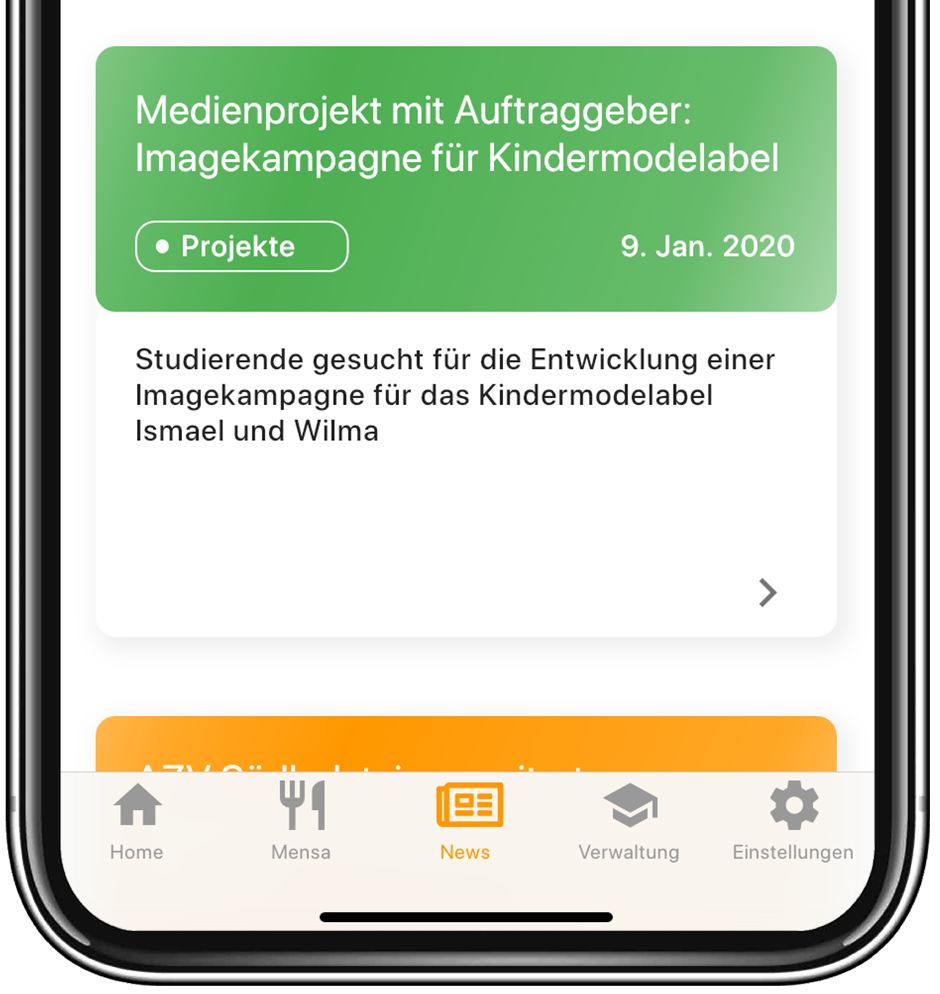 Medienprojekt mit Auftraggeber:
Imagekampagne für Kindermodelabel
Projekte
9. Jan. 2020
Studierende gesucht für die Entwicklung einer
Imagekampagne für das Kindermodelabel
Ismael und Wilma
Home
Mensa
News
Verwaltung
Einstellungen